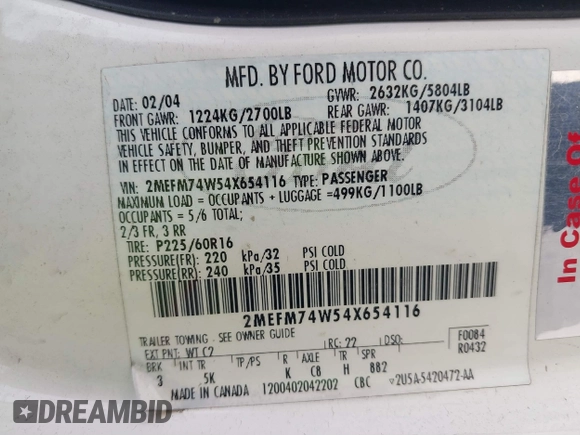 MFD. BY FORD MOTOR CO.
DATE: 02/04 GVWR: 2632KG/5804LB
FRONT GAWR: 1224KG/2700LB REAR GAWR: 1407KG/3104LB
THIS VEHICLE CONFORMS TO ALL APPLICABLE FEDERAL MOTOR
VEHICLE SAFETY, BUMPER, AND THEFT PREVENTION STANDARDS
IN EFFECT ON THE DATE OF MANUFACTURE SHOWN ABOVE.
VIN: 2MEFM74W54X654116 TYPE: PASSENGER
MAXIMUM LOAD = OCCUPANTS + LUGGAGE =499KG/1100LB
OCCUPANTS = 5/6 TOTAL;
2/3 FR, 3 RR
TIRE: P225/60R16
PRESSURE(FR) 220 kPa/32 PSI COLD
PRESSURE(RR) 240 kPa/35 PSI COLD
2MEFM74W54X654116
TRAILER TOWING - SEE OWNER GUIDE
EXT PNT: WT C2 RC: 22 DSO: F0084
R0432
BRK INT TR TP/PS R AXLE TR SPR
3 5K K C8 H 882
MADE IN CANADA 1200402042202 CBC 2U5A-5420472-AA
In Case Of
RAREDREAMBID